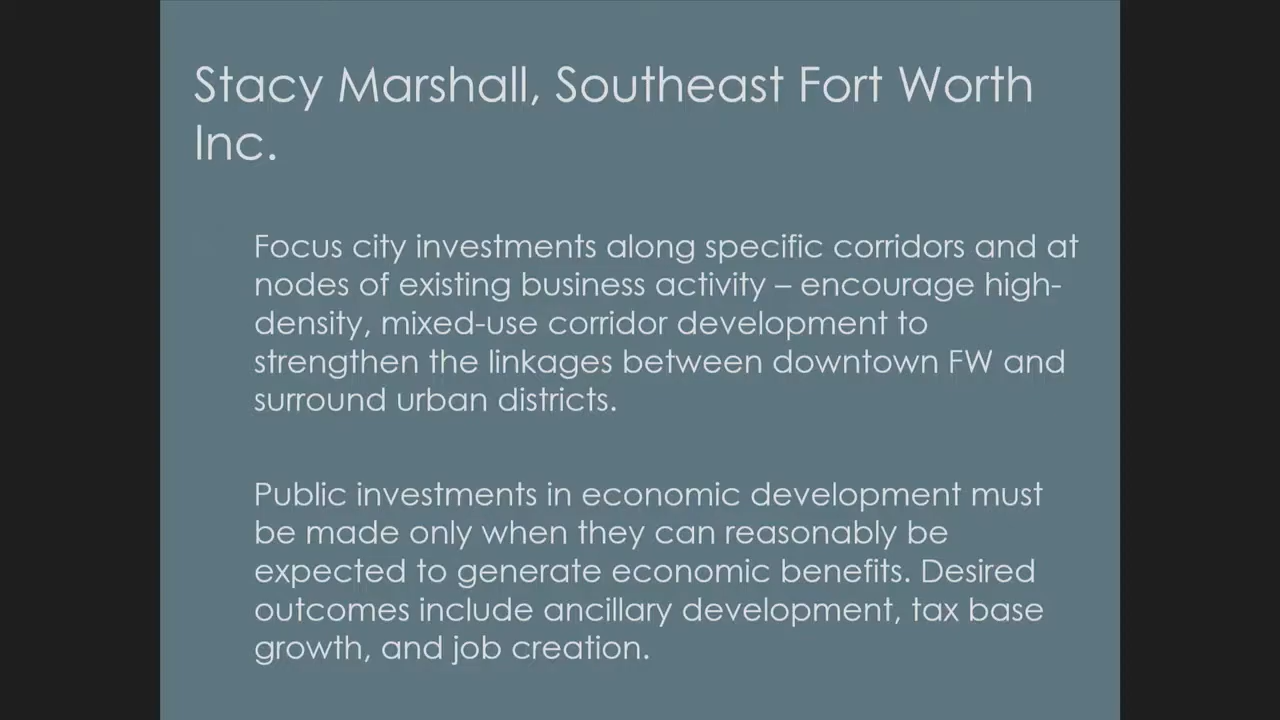 Stacy Marshall, Southeast Fort Worth
Inc.
Focus city investments along specific corridors and at
nodes of existing business activity – encourage high-
density, mixed-use corridor development to
strengthen the linkages between downtown FW and
surround urban districts.
Public investments in economic development must
be made only when they can reasonably be
expected to generate economic benefits. Desired
outcomes include ancillary development, tax base
growth, and job creation.